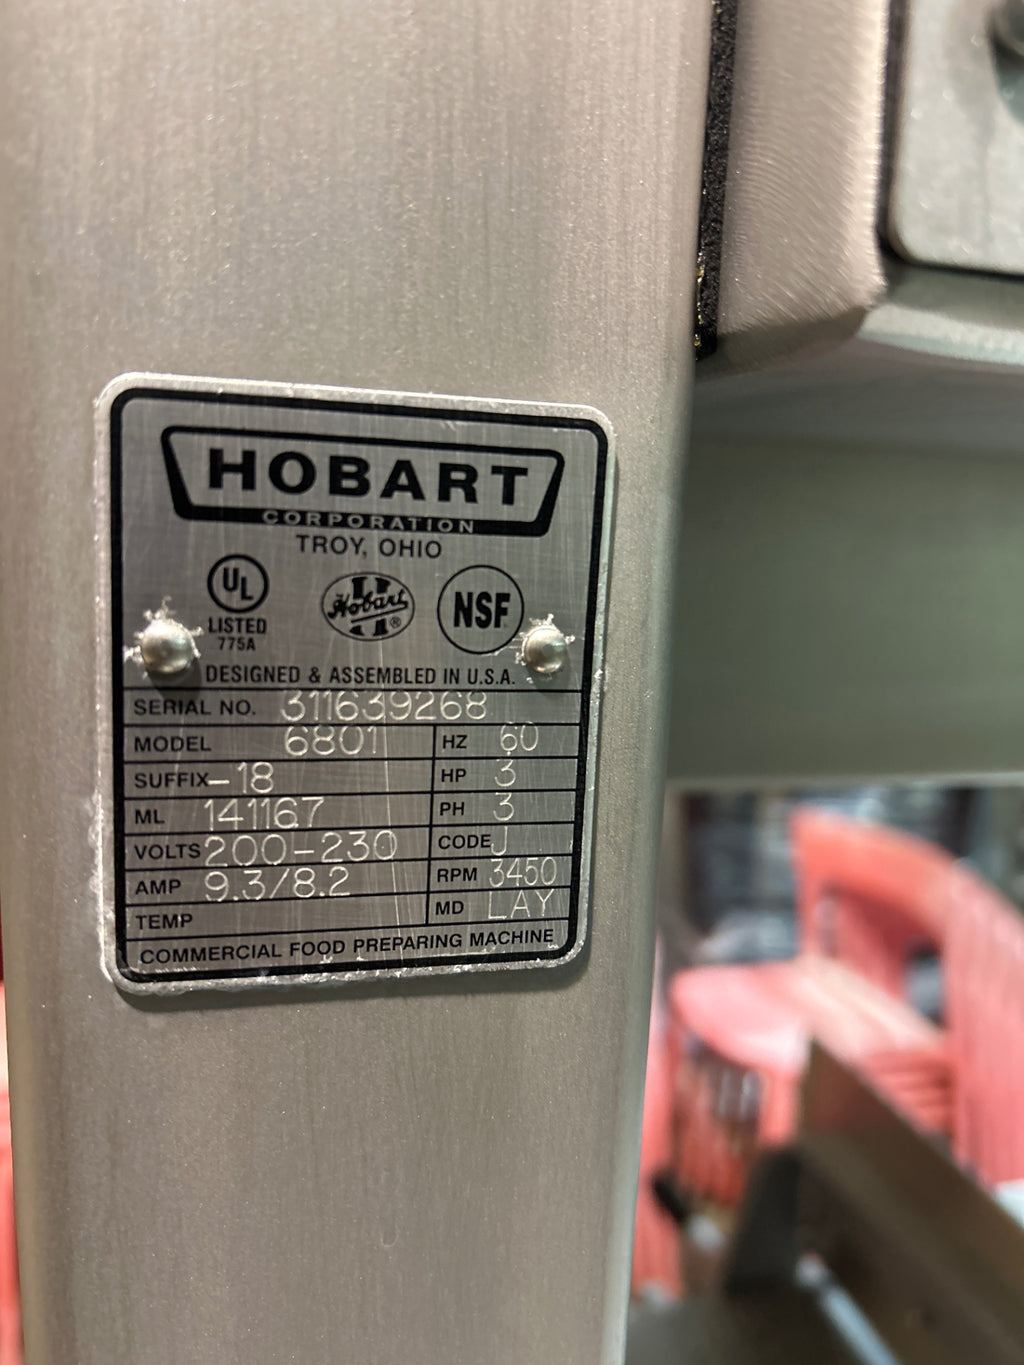 HOBART
CORPORATION
TROY, OHIO
UL
LISTED
775A
The Hobart ®
NSF
DESIGNED & ASSEMBLED IN U.S.A.
SERIAL NO. 311639268
MODEL 6801 HZ 60
SUFFIX -18 HP 3
ML 141167 PH 3
VOLTS 200-230 CODE J
AMP 9.3/8.2 RPM 3450
TEMP MD LAY
COMMERCIAL FOOD PREPARING MACHINE